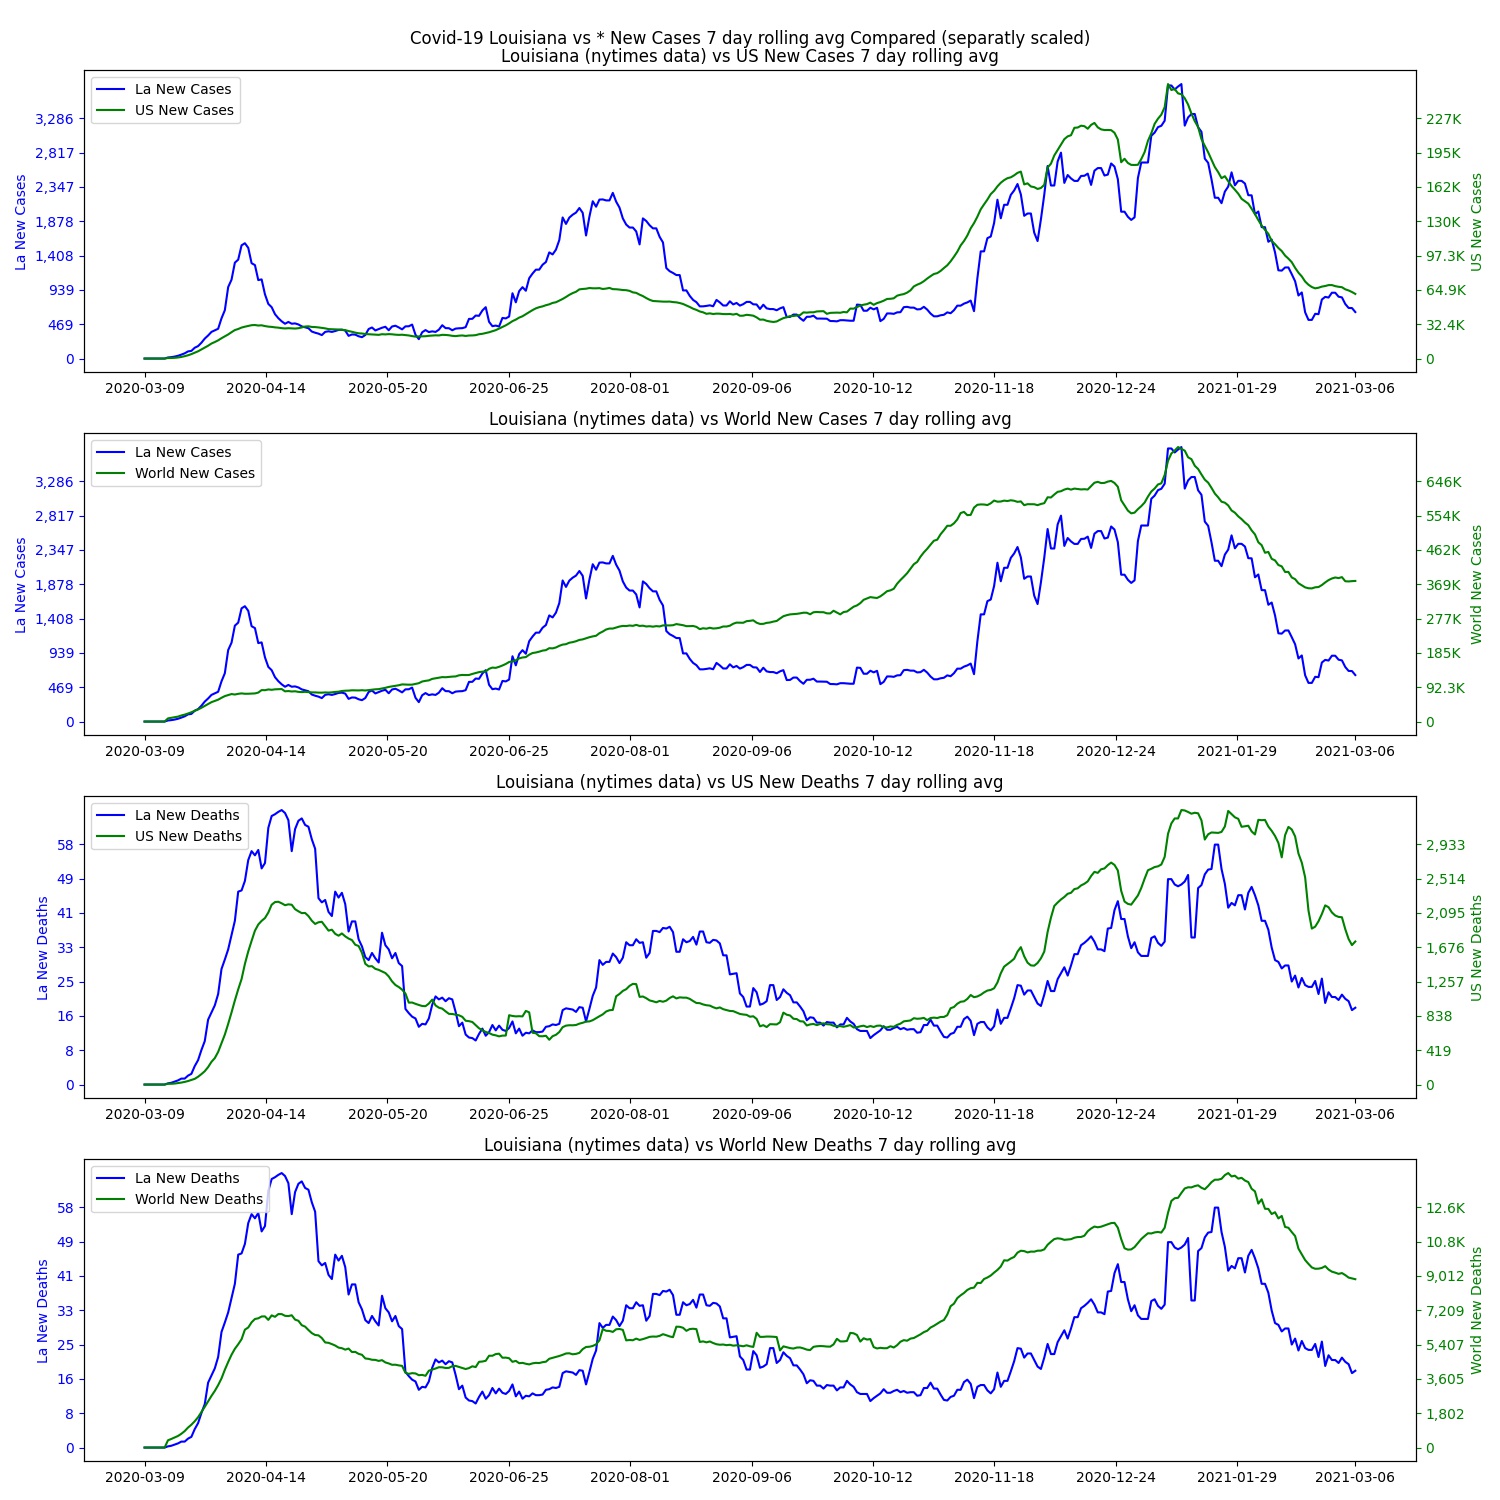 Covid-19 Louisiana vs * New Cases 7 day rolling avg Compared (separatly scaled)
Louisiana (nytimes data) vs US New Cases 7 day rolling avg
La New Cases
US New Cases
3,286
2,817
2,347
1,878
1,408
939
469
0
La New Cases
227K
195K
162K
130K
97.3K
64.9K
32.4K
0
US New Cases
2020-03-09 2020-04-14 2020-05-20 2020-06-25 2020-08-01 2020-09-06 2020-10-12 2020-11-18 2020-12-24 2021-01-29 2021-03-06
Louisiana (nytimes data) vs World New Cases 7 day rolling avg
La New Cases
World New Cases
3,286
2,817
2,347
1,878
1,408
939
469
0
La New Cases
646K
554K
462K
369K
277K
185K
92.3K
0
World New Cases
2020-03-09 2020-04-14 2020-05-20 2020-06-25 2020-08-01 2020-09-06 2020-10-12 2020-11-18 2020-12-24 2021-01-29 2021-03-06
Louisiana (nytimes data) vs US New Deaths 7 day rolling avg
La New Deaths
US New Deaths
58
49
41
33
25
16
8
0
La New Deaths
2,933
2,514
2,095
1,676
1,257
838
419
0
US New Deaths
2020-03-09 2020-04-14 2020-05-20 2020-06-25 2020-08-01 2020-09-06 2020-10-12 2020-11-18 2020-12-24 2021-01-29 2021-03-06
Louisiana (nytimes data) vs World New Deaths 7 day rolling avg
La New Deaths
World New Deaths
58
49
41
33
25
16
8
0
La New Deaths
12.6K
10.8K
9,012
7,209
5,407
3,605
1,802
0
World New Deaths
2020-03-09 2020-04-14 2020-05-20 2020-06-25 2020-08-01 2020-09-06 2020-10-12 2020-11-18 2020-12-24 2021-01-29 2021-03-06